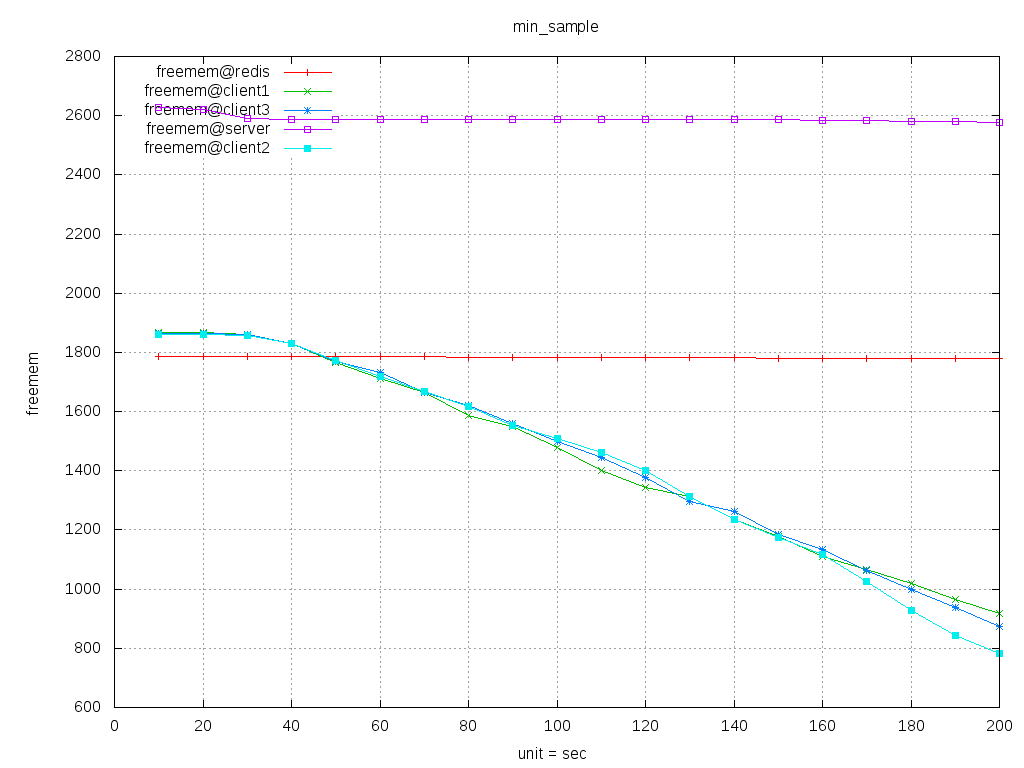 min_sample
freemem@redis
freemem@client1
freemem@client3
freemem@server
freemem@client2
2800
2600
2400
2200
2000
1800
1600
1400
1200
1000
800
600
freemem
0 20 40 60 80 100 120 140 160 180 200
unit = sec